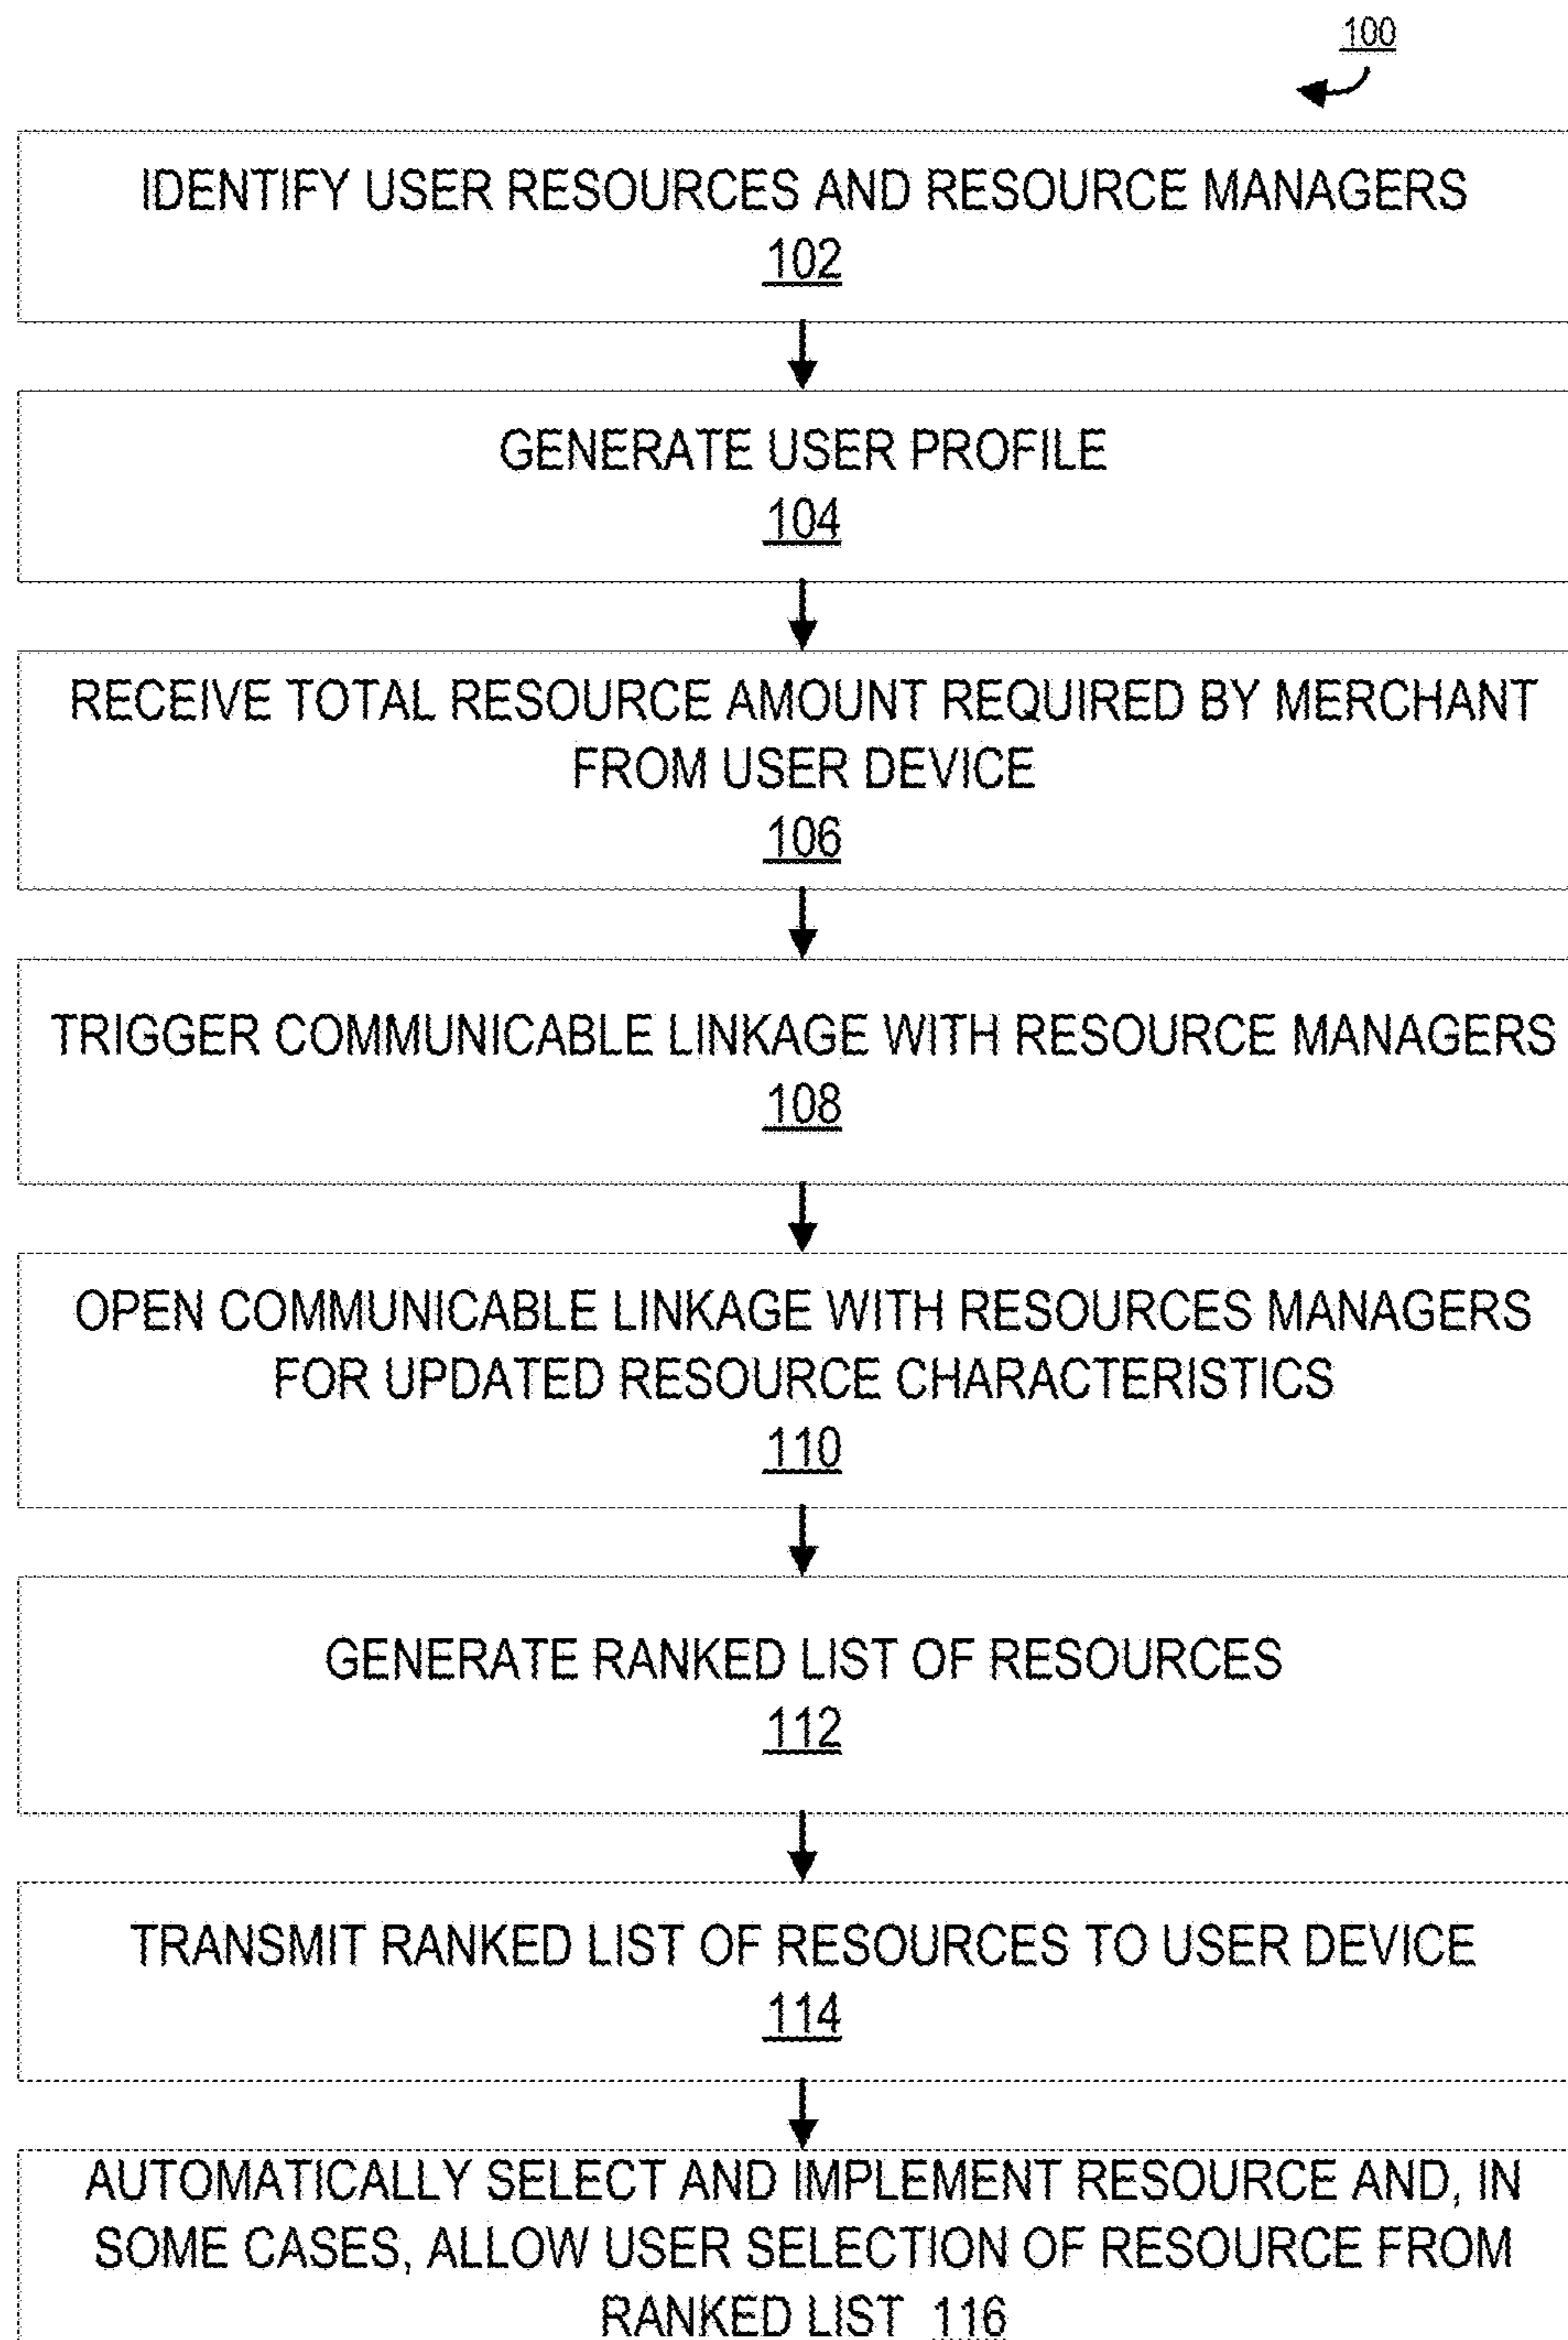 100
IDENTIFY USER RESOURCES AND RESOURCE MANAGERS
102
GENERATE USER PROFILE
104
RECEIVE TOTAL RESOURCE AMOUNT REQUIRED BY MERCHANT
FROM USER DEVICE
106
TRIGGER COMMUNICABLE LINKAGE WITH RESOURCE MANAGERS
108
OPEN COMMUNICABLE LINKAGE WITH RESOURCES MANAGERS
FOR UPDATED RESOURCE CHARACTERISTICS
110
GENERATE RANKED LIST OF RESOURCES
112
TRANSMIT RANKED LIST OF RESOURCES TO USER DEVICE
114
AUTOMATICALLY SELECT AND IMPLEMENT RESOURCE AND, IN
SOME CASES, ALLOW USER SELECTION OF RESOURCE FROM
RANKED LIST 116